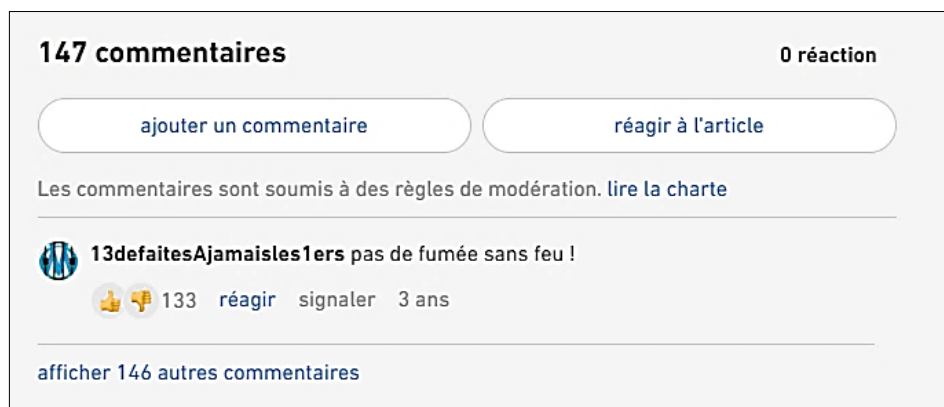 147 commentaires 0 réaction
ajouter un commentaire réagir à l'article
Les commentaires sont soumis à des règles de modération. lire la charte
13defaitesAjamaisles1ers pas de fumée sans feu !
133 réagir signaler 3 ans
afficher 146 autres commentaires